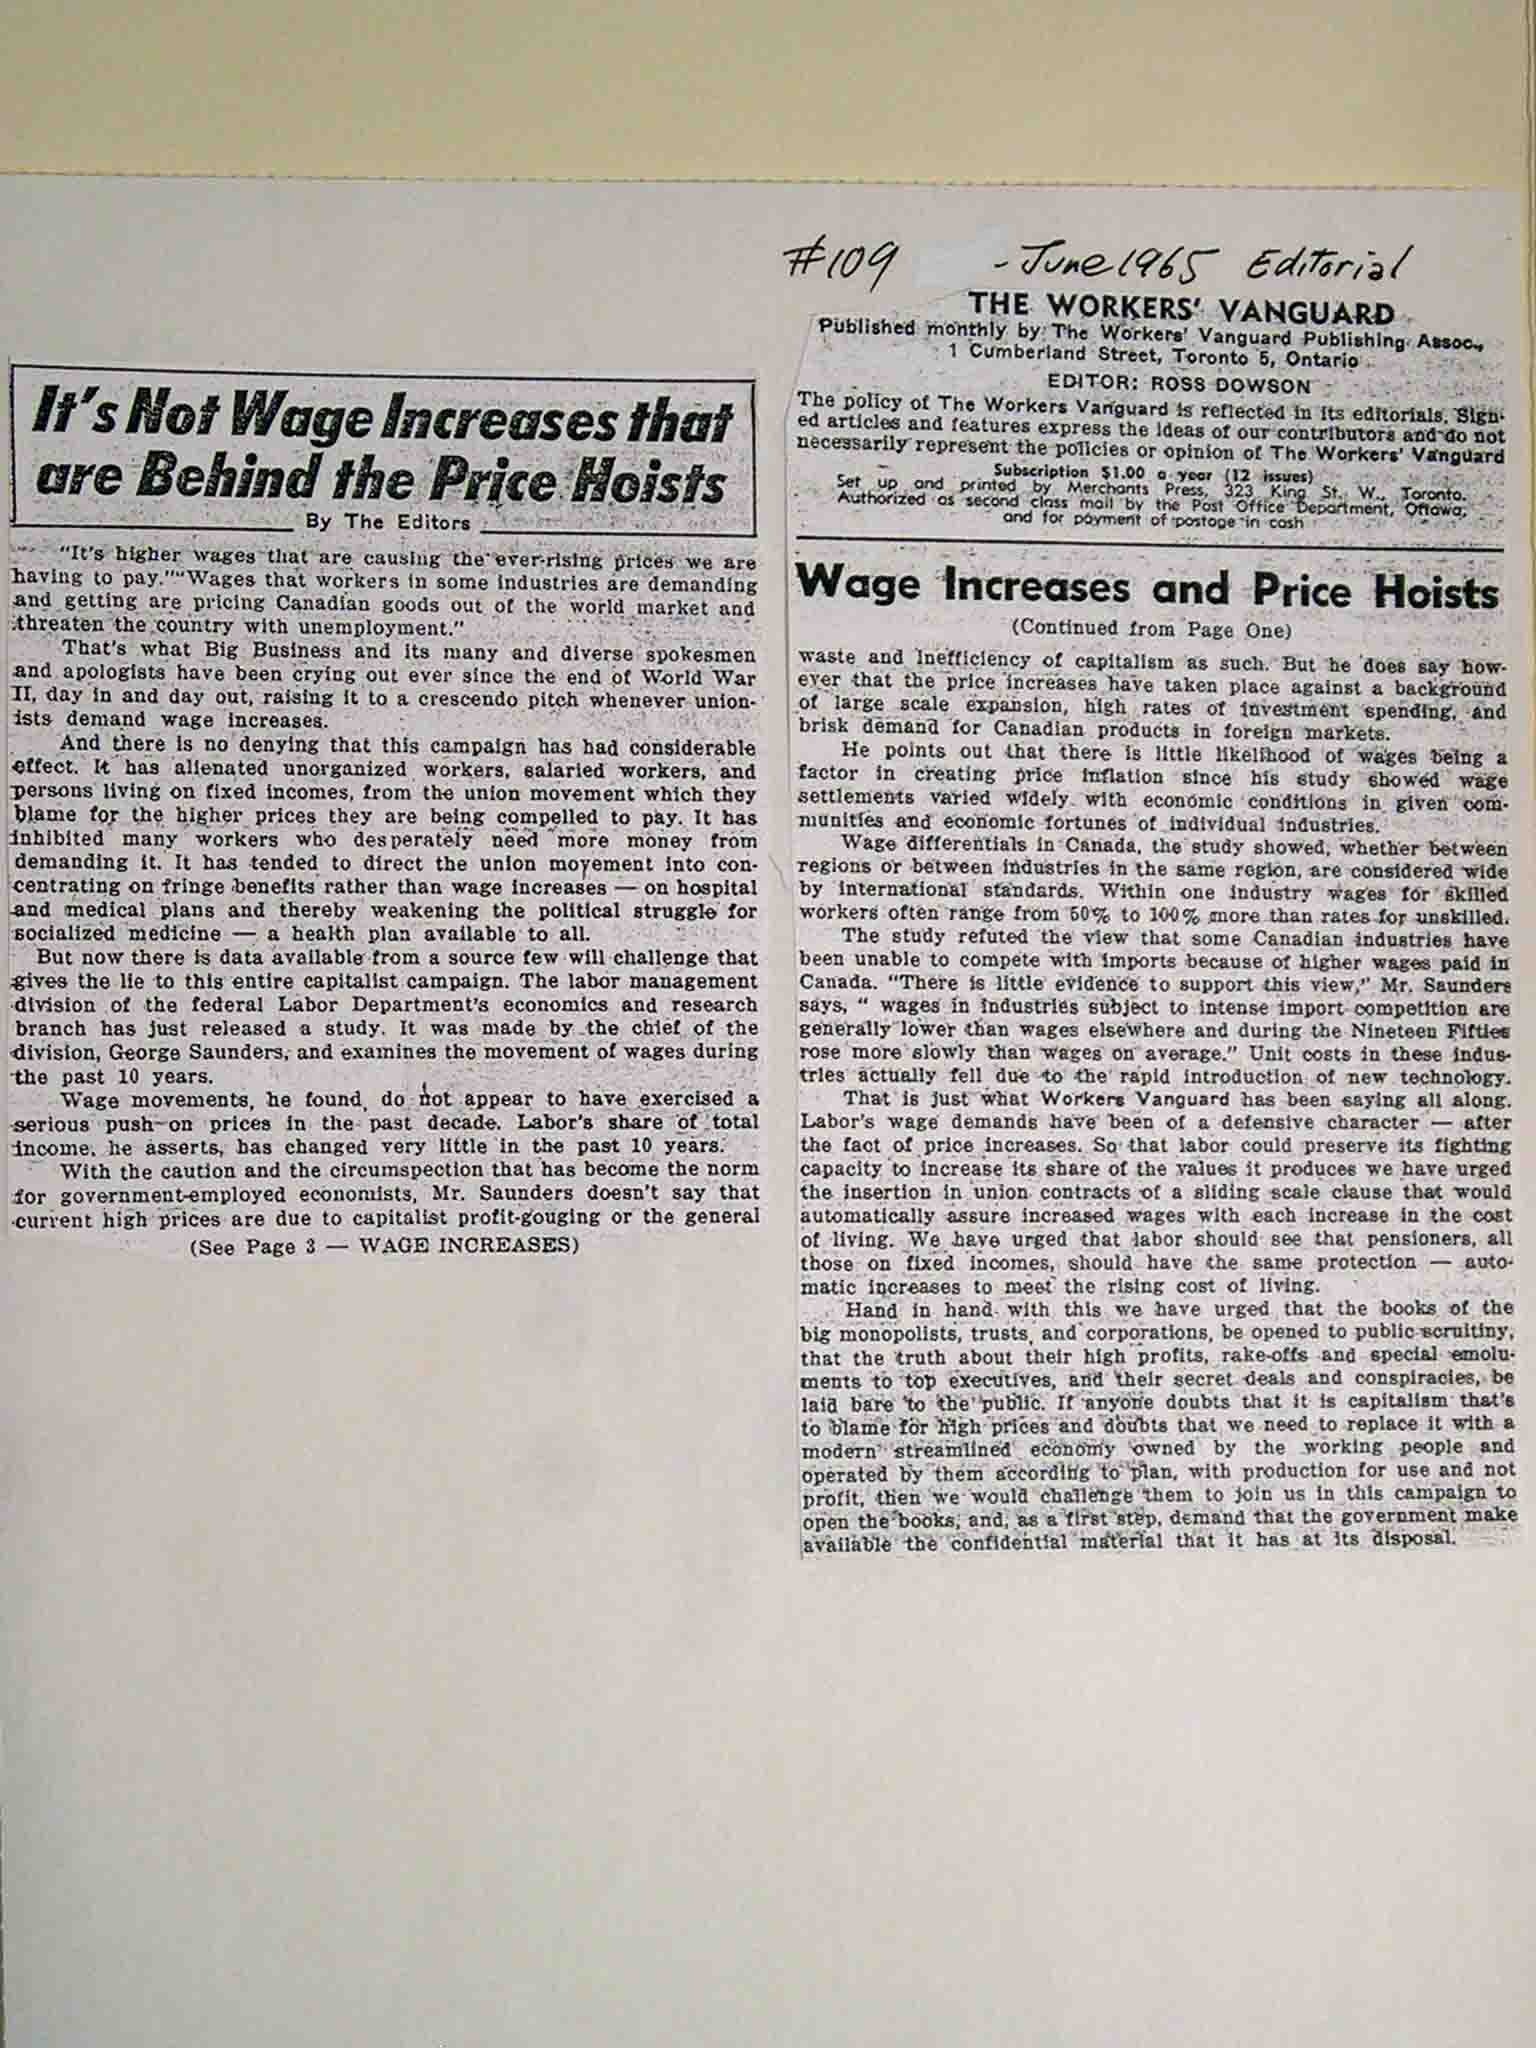 It's Not Wage Increases that
are Behind the Price Hoists
By The Editors
"It's higher wages that are causing the ever-rising prices we are
having to pay.""Wages that workers in some industries are demanding
and getting are pricing Canadian goods out of the world market and
threaten the country with unemployment."
That's what Big Business and its many and diverse spokesmen
and apologists have been crying out ever since the end of World War
II, day in and day out, raising it to a crescendo pitch whenever union-
ists demand wage increases.
And there is no denying that this campaign has had considerable
effect. It has alienated unorganized workers, salaried workers, and
persons living on fixed incomes, from the union movement which they
blame for the higher prices they are being compelled to pay. It has
inhibited many workers who desperately need more money from
demanding it. It has tended to direct the union movement into con-
centrating on fringe benefits rather than wage increases — on hospital
and medical plans and thereby weakening the political struggle for
socialized medicine — a health plan available to all.
But now there is data available from a source few will challenge that
gives the lie to this entire capitalist campaign. The labor management
division of the federal Labor Department's economics and research
branch has just released a study. It was made by the chief of the
division, George Saunders, and examines the movement of wages during
the past 10 years.
Wage movements, he found, do not appear to have exercised a
serious push on prices in the past decade. Labor's share of total
income, he asserts, has changed very little in the past 10 years.
With the caution and the circumspection that has become the norm
for government-employed economists, Mr. Saunders doesn't say that
current high prices are due to capitalist profit-gouging or the general
(See Page 3 — WAGE INCREASES)
#109 - June 1965 Editorial
THE WORKERS' VANGUARD
Published monthly by The Workers' Vanguard Publishing Assoc.,
1 Cumberland Street, Toronto 5, Ontario
EDITOR: ROSS DOWSON
The policy of The Workers Vanguard is reflected in its editorials. Sign-
ed articles and features express the ideas of our contributors and do not
necessarily represent the policies or opinion of The Workers' Vanguard
Subscription $1.00 a year (12 issues)
Set up and printed by Merchants Press, 323 King St. W., Toronto.
Authorized as second class mail by the Post Office Department, Ottawa,
and for payment of postage in cash
Wage Increases and Price Hoists
(Continued from Page One)
waste and inefficiency of capitalism as such. But he does say how-
ever that the price increases have taken place against a background
of large scale expansion, high rates of investment spending, and
brisk demand for Canadian products in foreign markets.
He points out that there is little likelihood of wages being a
factor in creating price inflation since his study showed wage
settlements varied widely with economic conditions in given com-
munities and economic fortunes of individual industries.
Wage differentials in Canada, the study showed, whether between
regions or between industries in the same region, are considered wide
by international standards. Within one industry wages for skilled
workers often range from 50% to 100% more than rates for unskilled.
The study refuted the view that some Canadian industries have
been unable to compete with imports because of higher wages paid in
Canada. "There is little evidence to support this view," Mr. Saunders
says, " wages in industries subject to intense import competition are
generally lower than wages elsewhere and during the Nineteen Fifties
rose more slowly than wages on average." Unit costs in these indus-
tries actually fell due to the rapid introduction of new technology.
That is just what Workers Vanguard has been saying all along.
Labor's wage demands have been of a defensive character — after
the fact of price increases. So that labor could preserve its fighting
capacity to increase its share of the values it produces we have urged
the insertion in union contracts of a sliding scale clause that would
automatically assure increased wages with each increase in the cost
of living. We have urged that labor should see that pensioners, all
those on fixed incomes, should have the same protection — auto-
matic increases to meet the rising cost of living.
Hand in hand with this we have urged that the books of the
big monopolists, trusts, and corporations, be opened to public scruitiny,
that the truth about their high profits, rake-offs and special emolu-
ments to top executives, and their secret deals and conspiracies, be
laid bare to the public. If anyone doubts that it is capitalism that's
to blame for high prices and doubts that we need to replace it with a
modern streamlined economy owned by the working people and
operated by them according to plan, with production for use and not
profit, then we would challenge them to join us in this campaign to
open the books, and, as a first step, demand that the government make
available the confidential material that it has at its disposal.